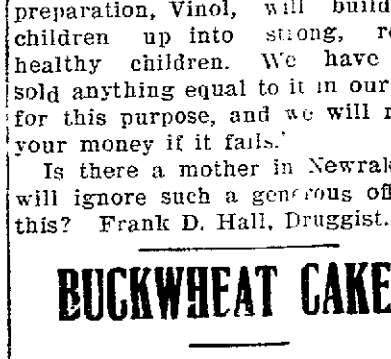 preparation, Vinol, will build
children up into strong, r
healthy children. We have
sold anything equal to it in our
for this purpose, and we will r
your money if it fails.'
Is there a mother in Newral
will ignore such a generous off
this? Frank D. Hall, Druggist.
BUCKWHEAT CAKE